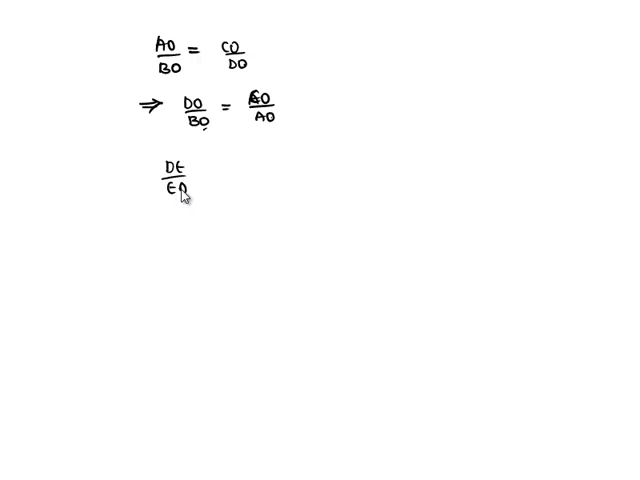 AO/BO = CO/DO
⇒ DO/BO = CO/AO
DE/EA